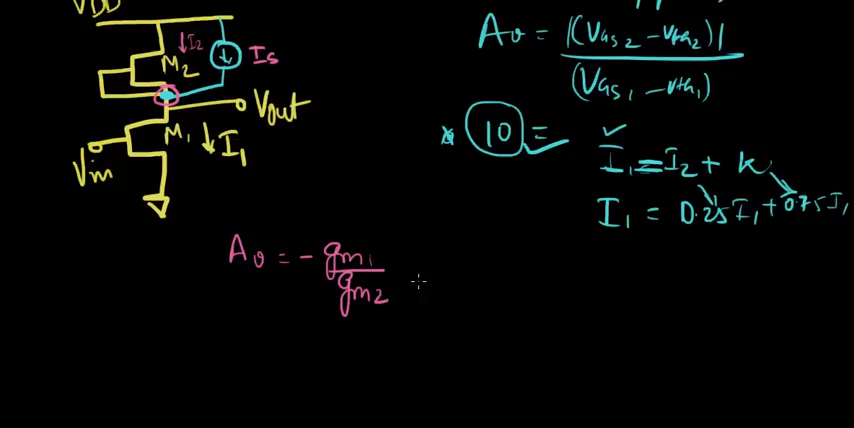 VDD
I2
M2
Is
Vout
M1
I1
Vin
Av = |(VGS2 - Vth2)|
(VGS1 - Vth1)
10 =
I1 = I2 + k
I1 = 0.25 I1 + 0.75 I1
Av = - gm1
gm2